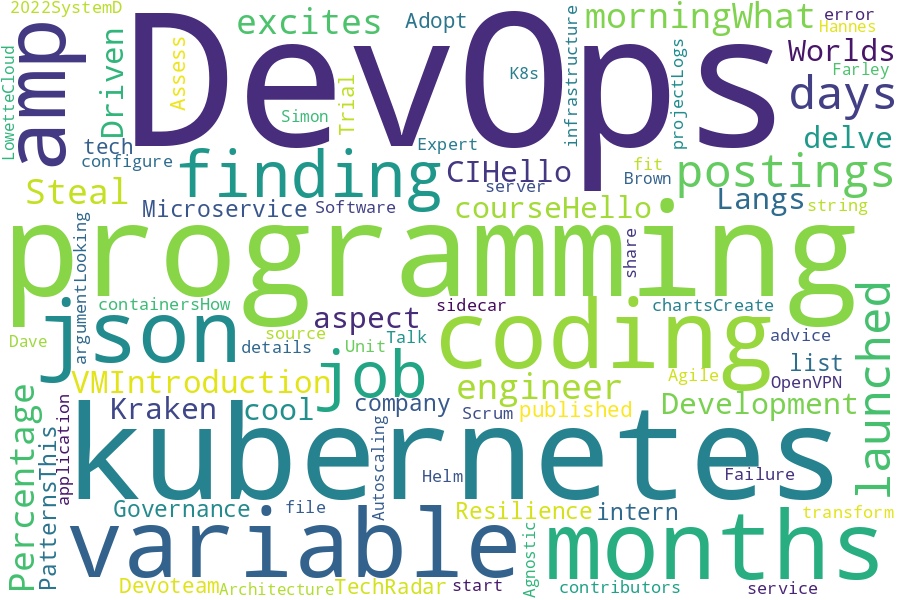 2022SystemD
DevOps
excites
Adopt
morningWhat
error
Hannes
amp
LowetteCloud
Driven
Assess
Trial
K8s
infrastructure
projectLogs
Worlds
Farley
days
Simon
tech
configure
Expert
delve
finding
CIHello
server
fit
Brown
postings
Steal
Microservice
Software
courseHello
Langs
string
programming
argumentLooking
share
containersHow
json
source
details
Dave
aspect
sidecar
Unit
Talk
coding
chartsCreate
advice
list
launched
VMIntroduction
job
engineer
Agile
OpenVPN
Percentage
PatternsThis
application
Kraken
cool
company
Scrum
published
Development
kubernetes
Autoscaling
Helm
Failure
Governance
file
Resilience
intern
transform
variable
months
Agnostic
Devoteam
Architecture
TechRadar
start
contributors
service